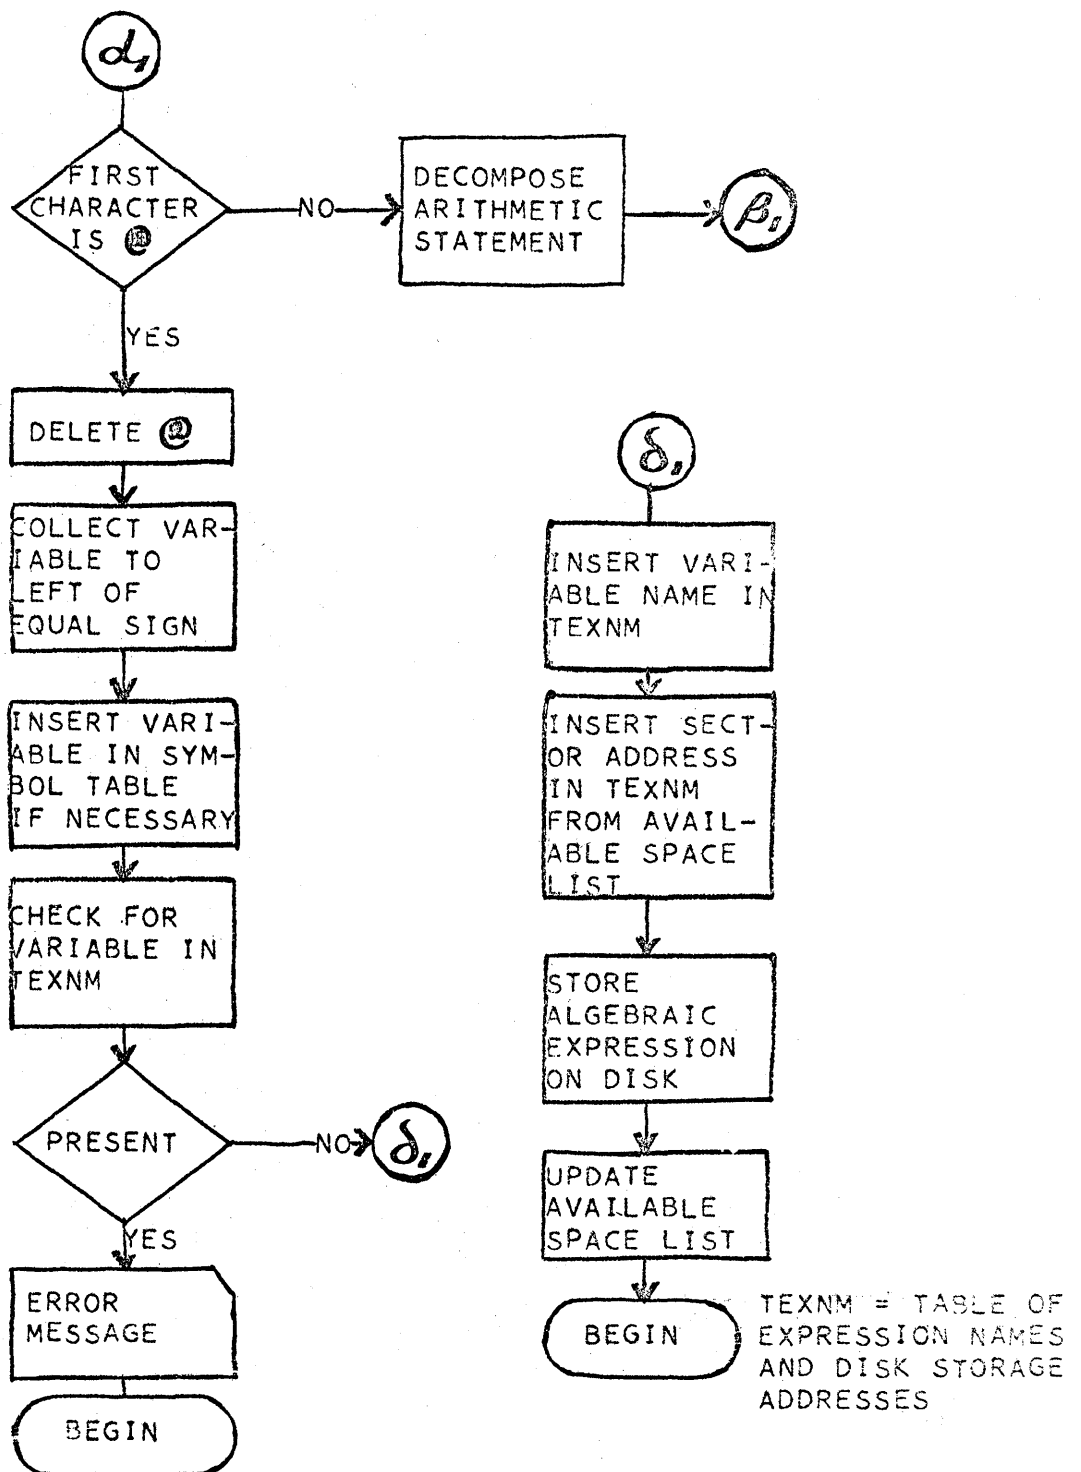 α₁
FIRST
CHARACTER
IS @
NO
DECOMPOSE
ARITHMETIC
STATEMENT
β₁
YES
DELETE @
COLLECT VAR-
IABLE TO
LEFT OF
EQUAL SIGN
INSERT VARI-
ABLE IN SYM-
BOL TABLE
IF NECESSARY
CHECK FOR
VARIABLE IN
TEXNM
PRESENT
NO
δ₁
YES
ERROR
MESSAGE
BEGIN
δ₁
INSERT VARI-
ABLE NAME IN
TEXNM
INSERT SECT-
OR ADDRESS
IN TEXNM
FROM AVAIL-
ABLE SPACE
LIST
STORE
ALGEBRAIC
EXPRESSION
ON DISK
UPDATE
AVAILABLE
SPACE LIST
BEGIN
TEXNM = TABLE OF
EXPRESSION NAMES
AND DISK STORAGE
ADDRESSES